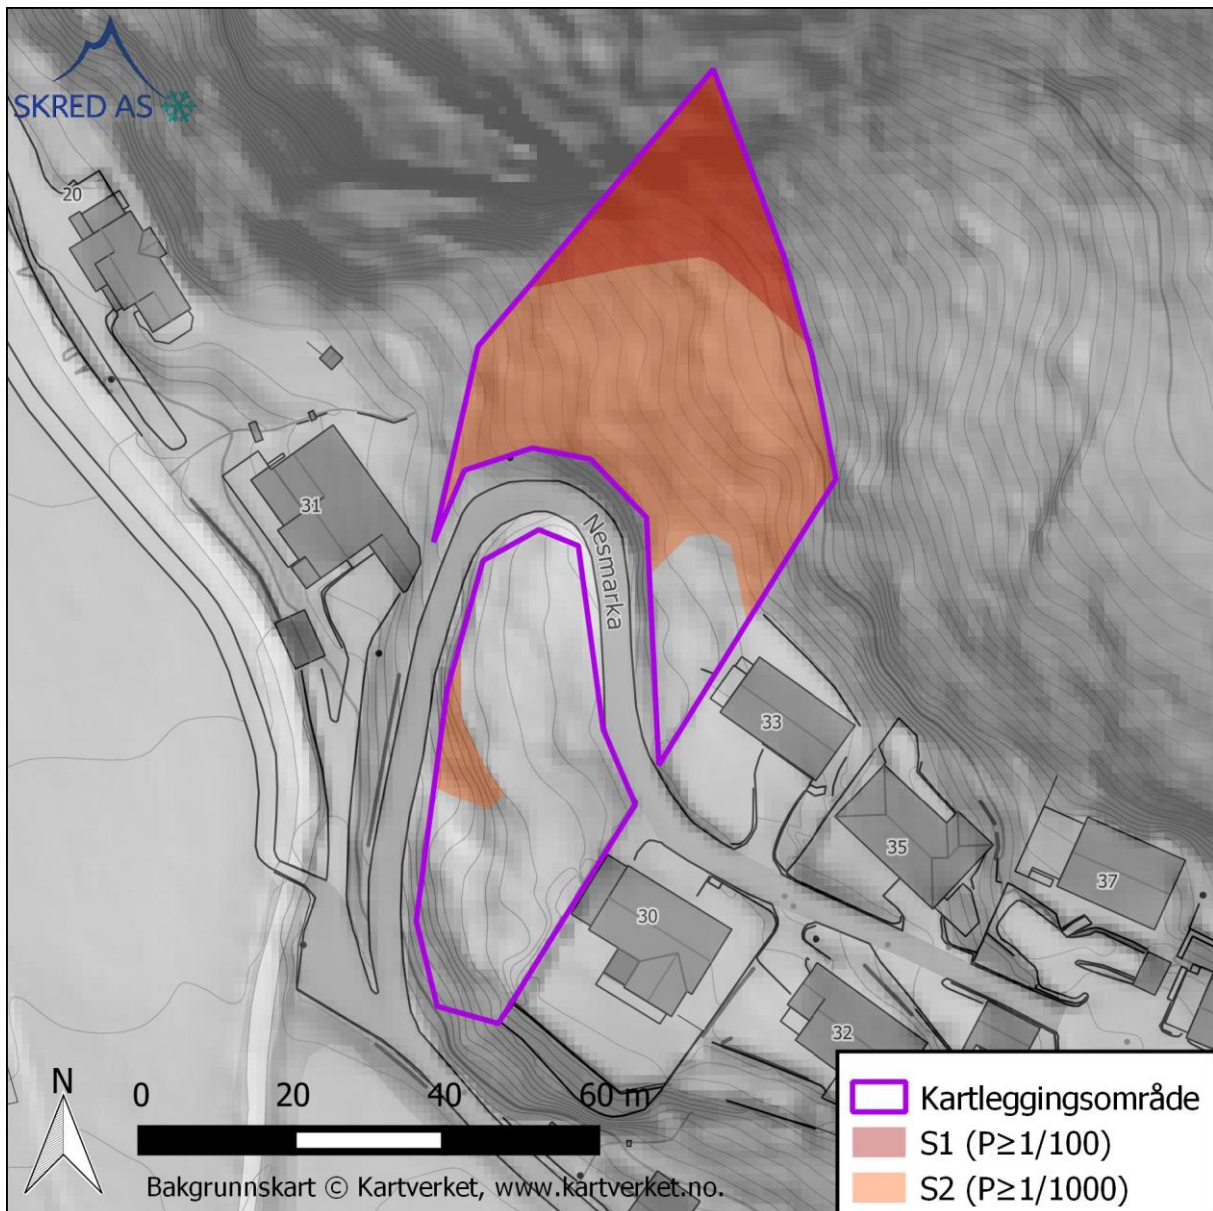 SKRED AS
20
31
Nesmarka
33
35
37
30
32
N
0 20 40 60 m
Bakgrunnskart © Kartverket, www.kartverket.no.
Kartleggingsområde
S1 (P≥1/100)
S2 (P≥1/1000)